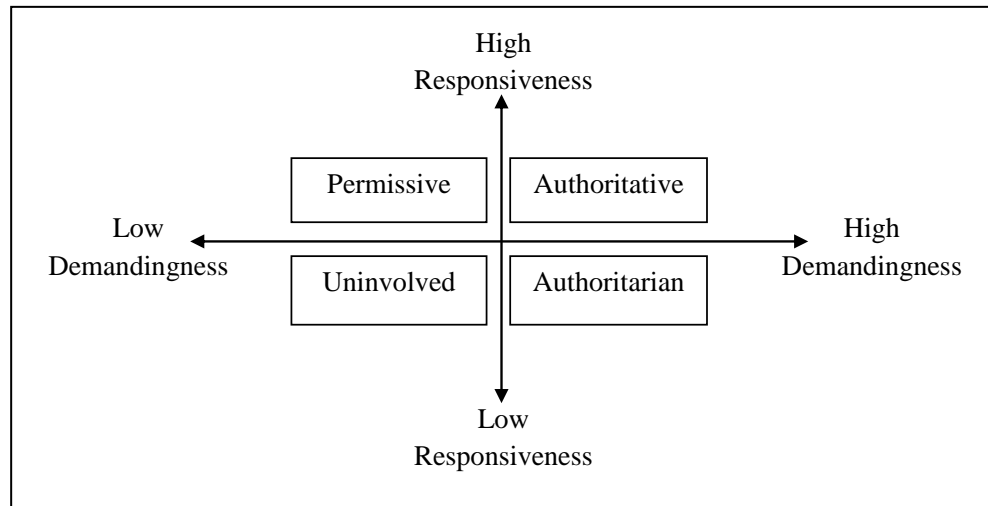 High
Responsiveness
Permissive
Authoritative
Low
Demandingness
High
Demandingness
Uninvolved
Authoritarian
Low
Responsiveness